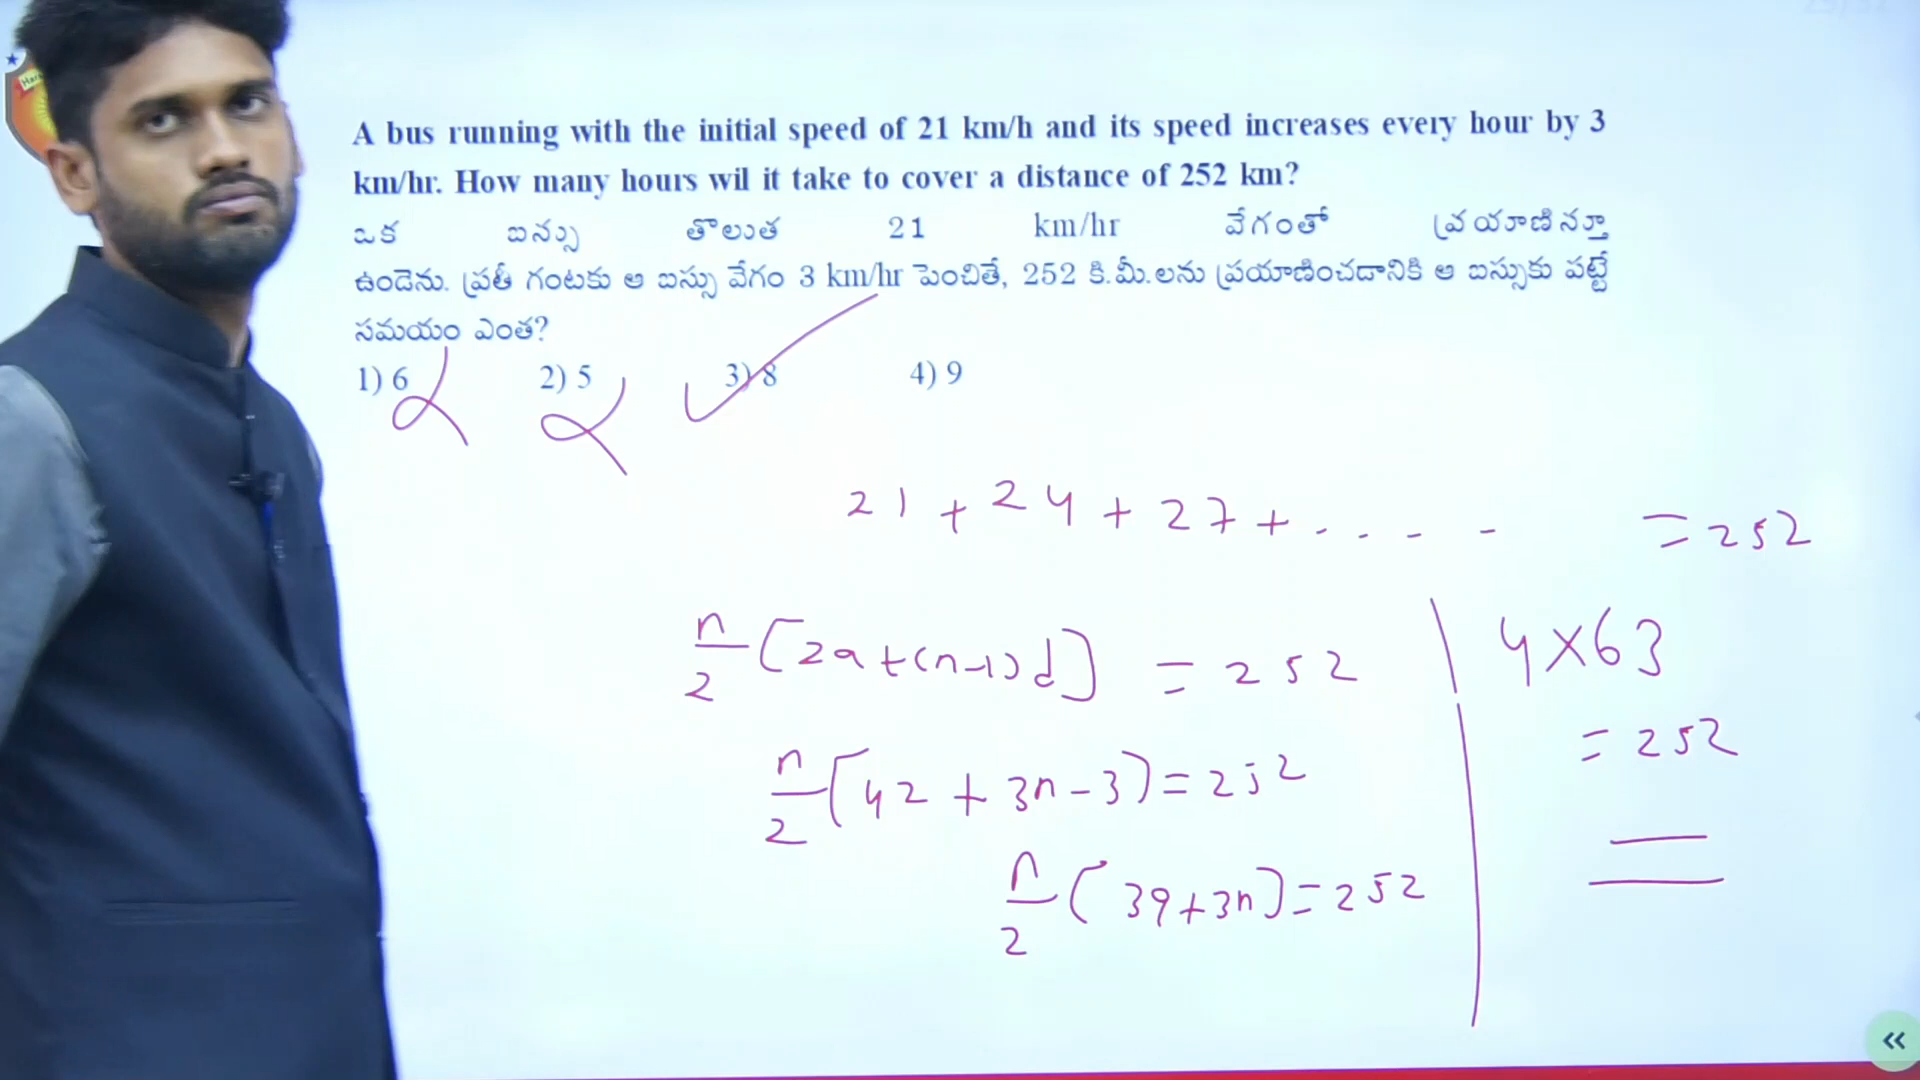 A bus running with the initial speed of 21 km/h and its speed increases every hour by 3
km/hr. How many hours wil it take to cover a distance of 252 km?
ఒక బస్సు తొలుత 21 km/hr వేగంతో
ఉండెను. ప్రతీ గంటకు ఆ బస్సు వేగం 3 km/hr పెంచితే, 252 కి.మీ.లను ప్రయాణించడానికి ఆ బస్సుకు పట్టే
సమయం ఎంత?
1) 6 2) 5 3) 8 4) 9
21 + 24 + 27 + . . . . = 252
n/2 [2a + (n-1) d] = 252
4 × 63
= 252
n/2 [42 + 3n - 3) = 252
n/2 ( 39 + 3n] = 252